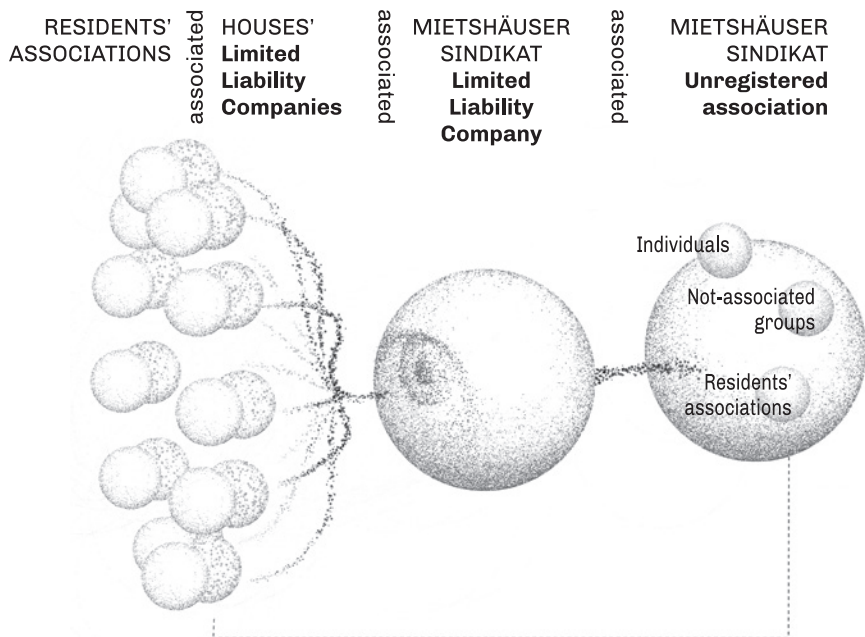 RESIDENTS'
ASSOCIATIONS
associated
HOUSES'
Limited
Liability
Companies
associated
MIETSHÄUSER
SINDIKAT
Limited
Liability
Company
associated
MIETSHÄUSER
SINDIKAT
Unregistered
association
Individuals
Not-associated
groups
Residents'
associations